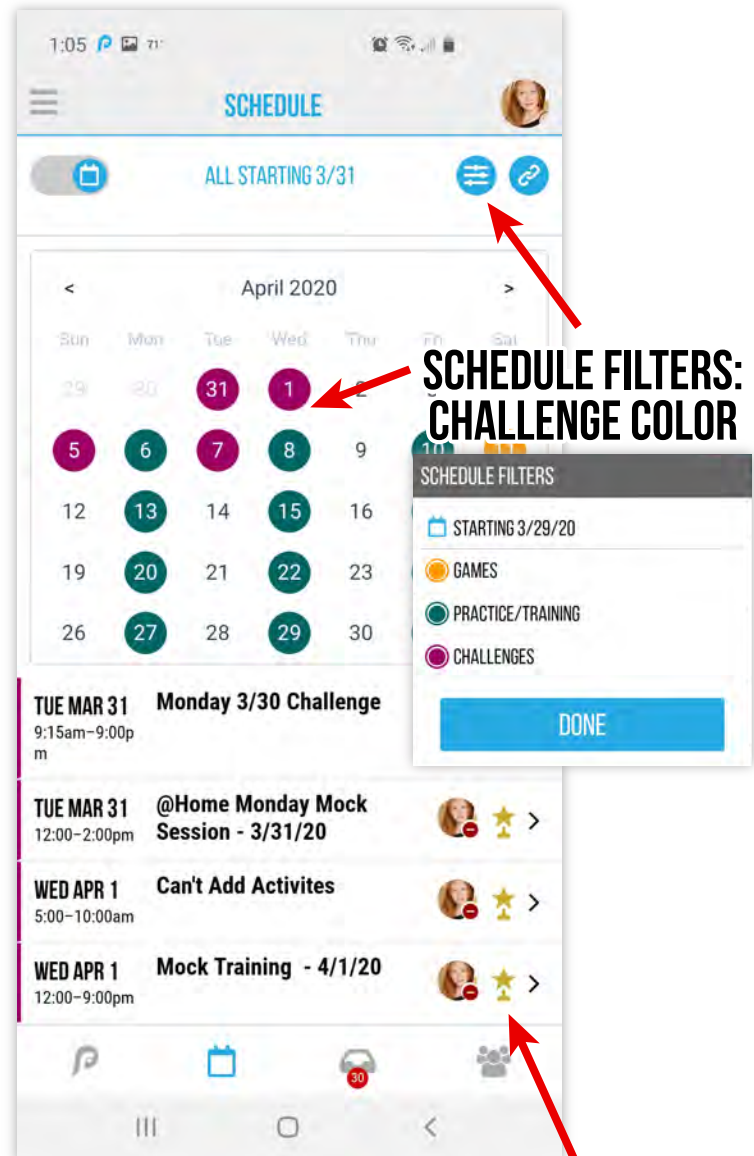 1:05 71°
SCHEDULE
ALL STARTING 3/31
< April 2020 >
Sun Mon Tue Wed Thu Fri Sat
29 30 31 1 2
5 6 7 8 9 10
12 13 14 15 16
19 20 21 22 23
26 27 28 29 30
SCHEDULE FILTERS:
CHALLENGE COLOR
SCHEDULE FILTERS
STARTING 3/29/20
GAMES
PRACTICE/TRAINING
CHALLENGES
DONE
TUE MAR 31 Monday 3/30 Challenge
9:15am-9:00p
m
TUE MAR 31 @Home Monday Mock
12:00-2:00pm Session - 3/31/20
WED APR 1 Can't Add Activites
5:00-10:00am
WED APR 1 Mock Training - 4/1/20
12:00-9:00pm
30